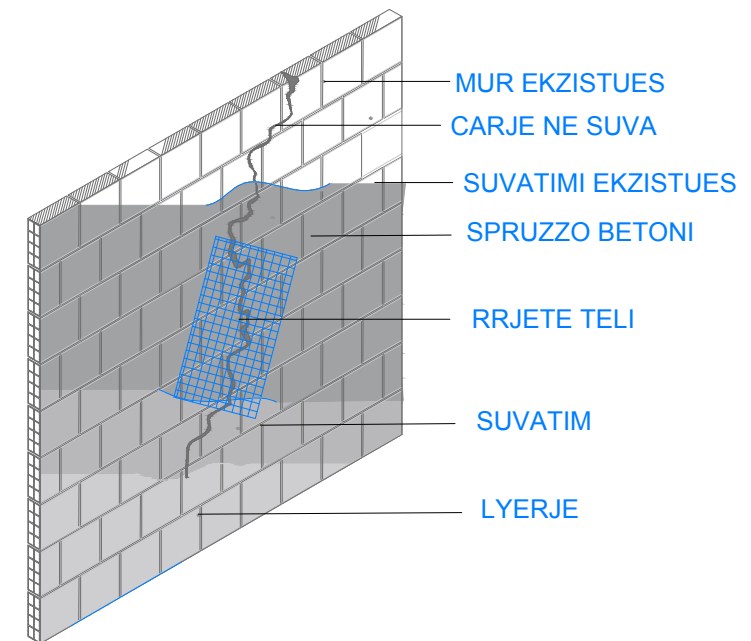 MUR EKZISTUES
CARJE NE SUVA
SUVATIMI EKZISTUES
SPRUZZO BETONI
RRJETE TELI
SUVATIM
LYERJE